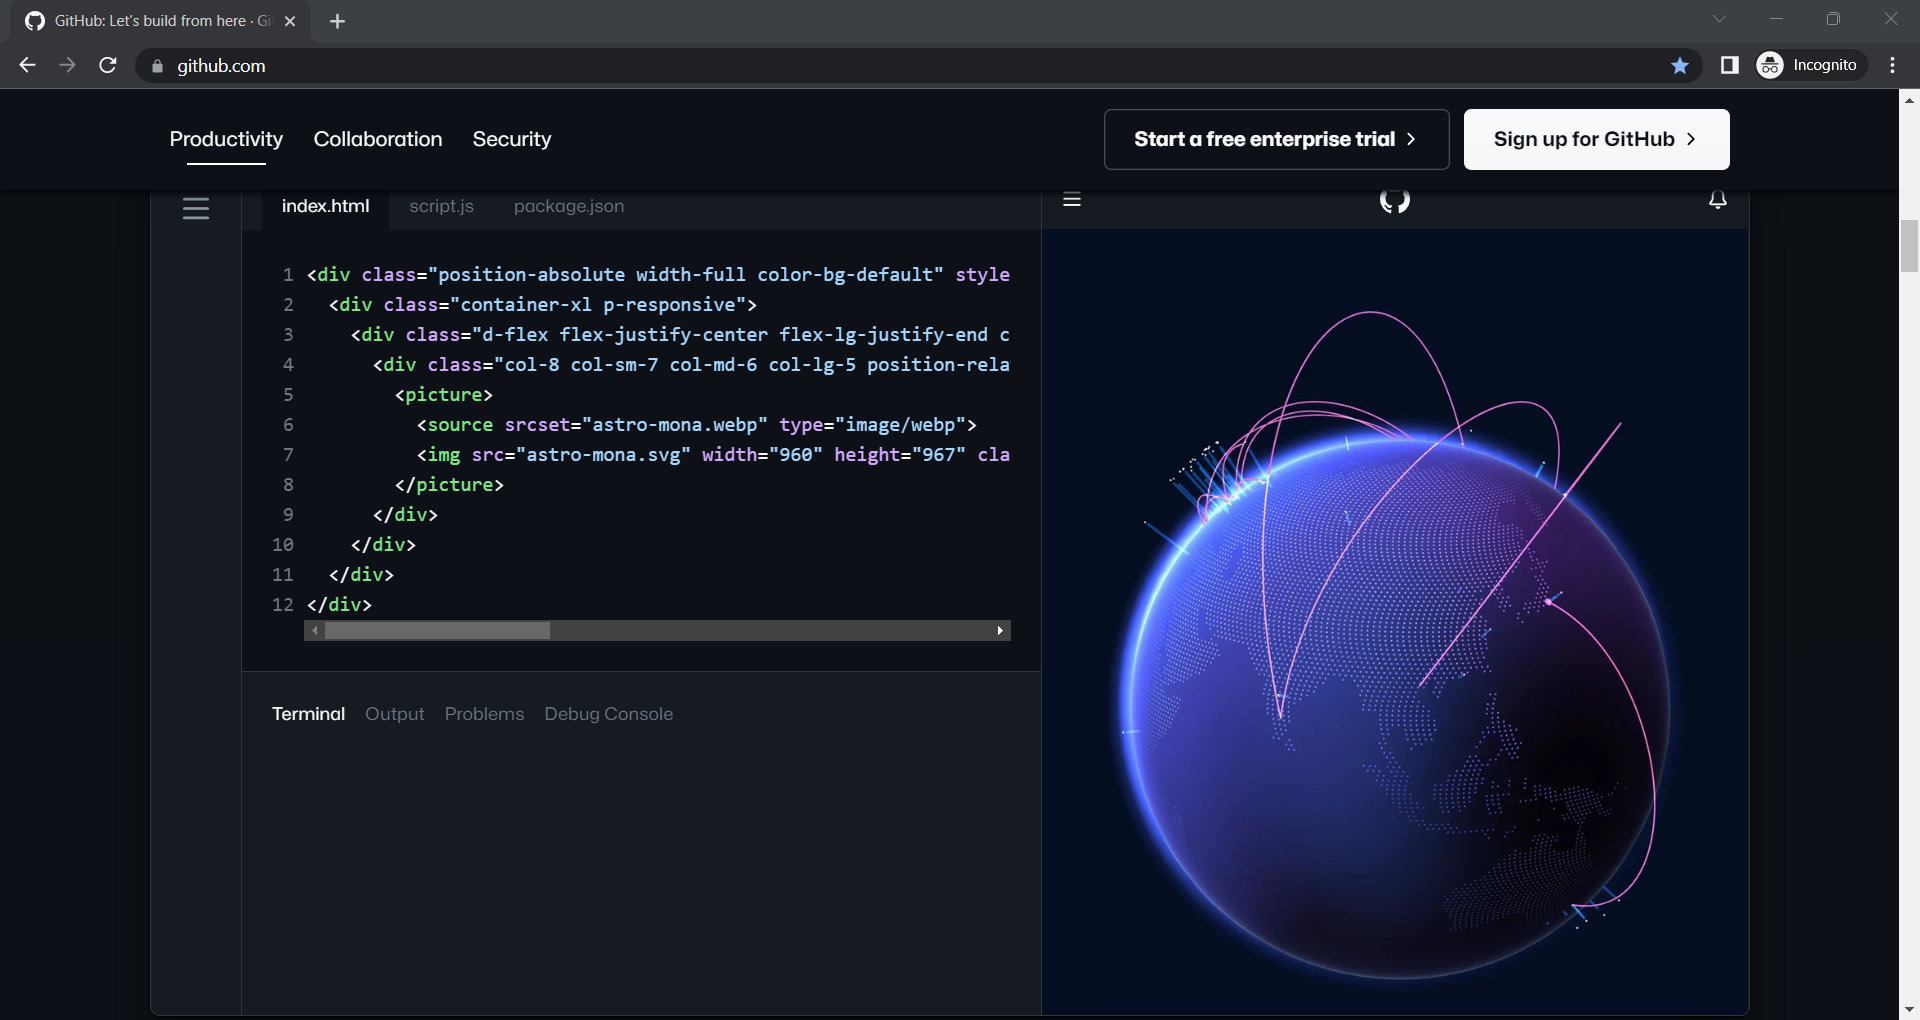 GitHub: Let's build from here · Gi
github.com
Incognito
Productivity Collaboration Security
Start a free enterprise trial
Sign up for GitHub
index.html script.js package.json
1 <div class="position-absolute width-full color-bg-default" style
2 <div class="container-xl p-responsive">
3 <div class="d-flex flex-justify-center flex-lg-justify-end c
4 <div class="col-8 col-sm-7 col-md-6 col-lg-5 position-rela
5 <picture>
6 <source srcset="astro-mona.webp" type="image/webp">
7 <img src="astro-mona.svg" width="960" height="967" cla
8 </picture>
9 </div>
10 </div>
11 </div>
12 </div>
Terminal Output Problems Debug Console